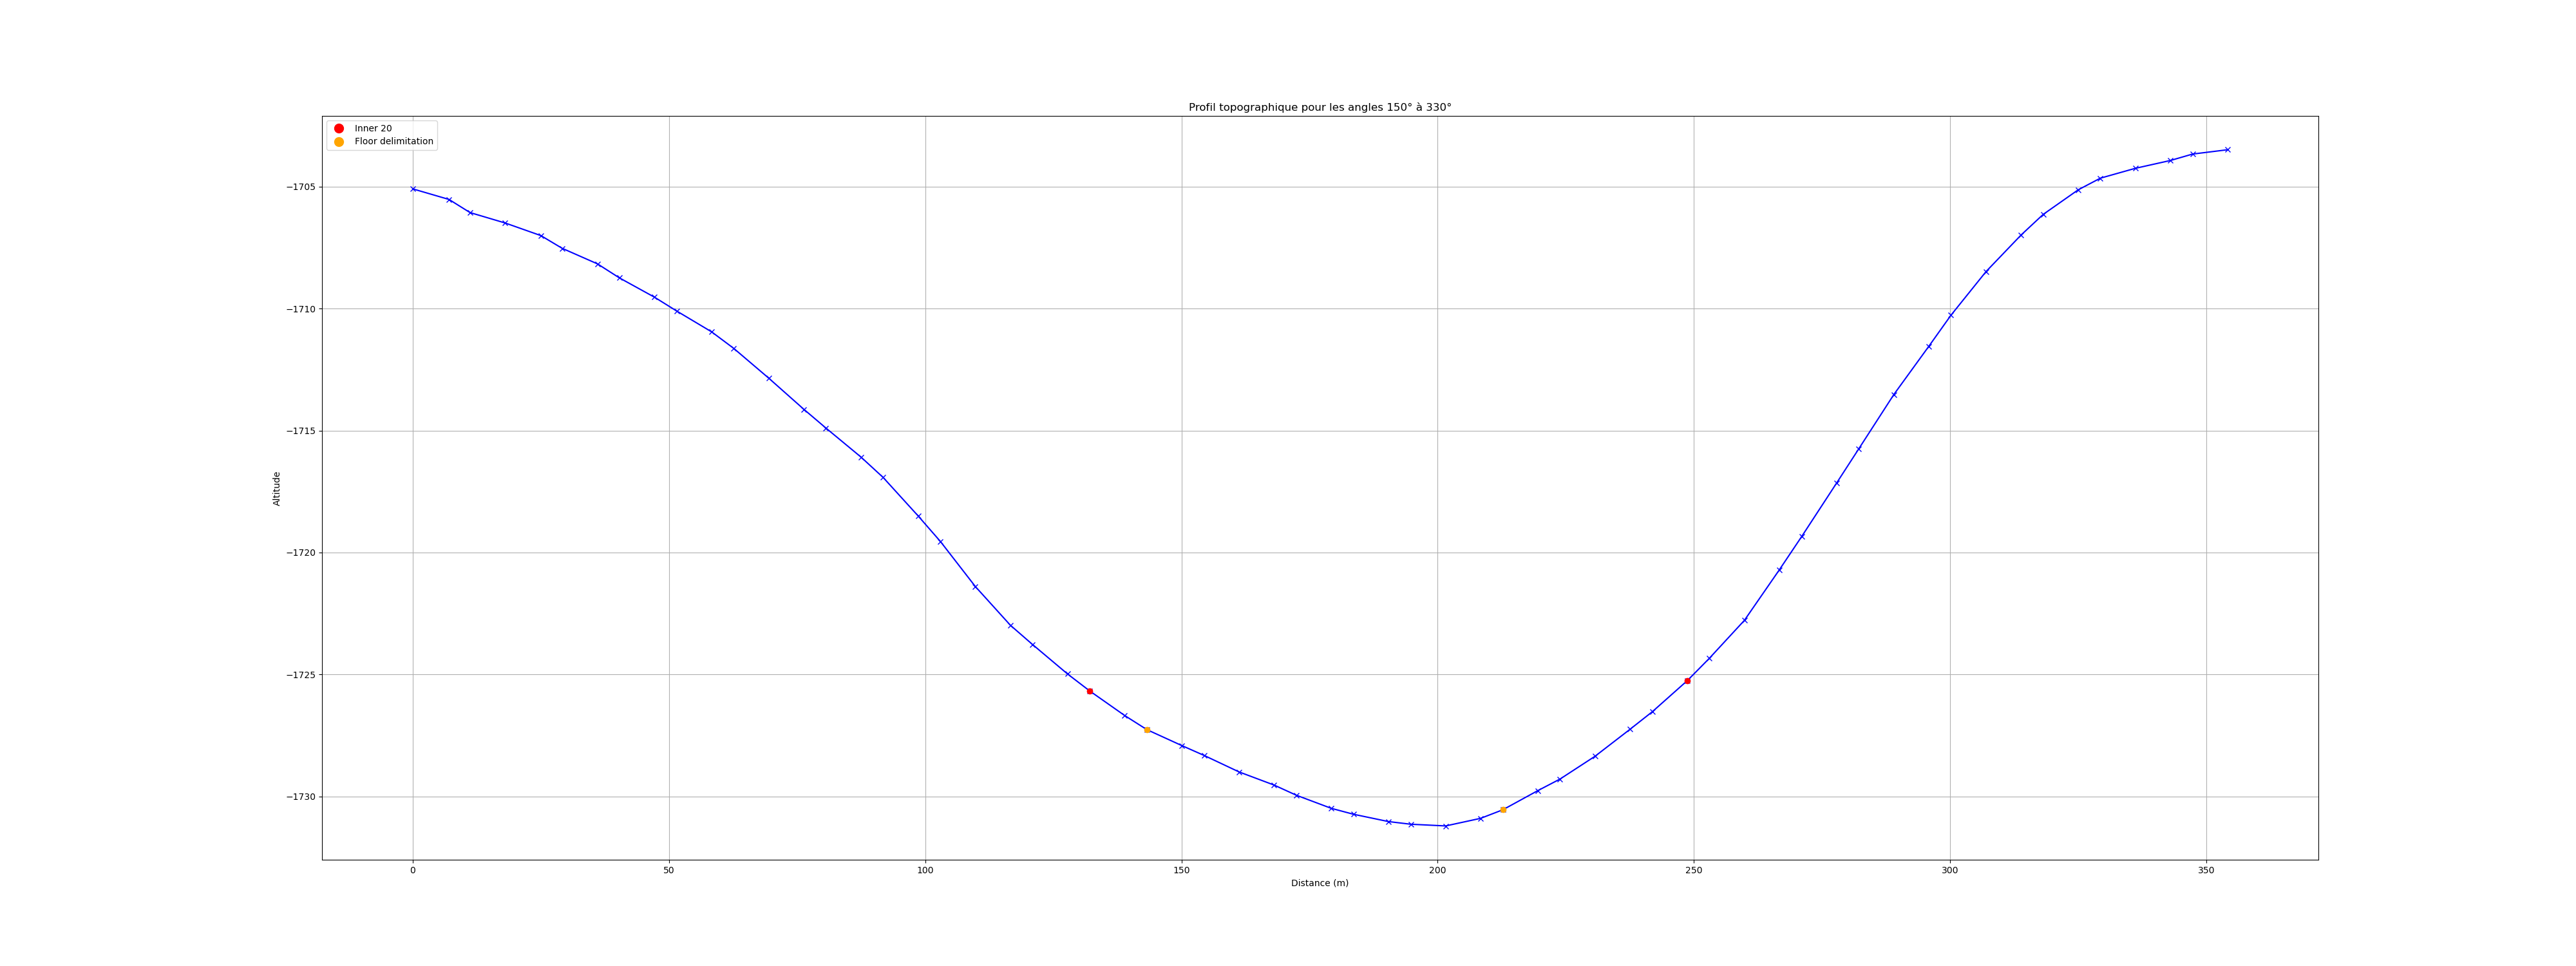 Profil topographique pour les angles 150° à 330°
Inner 20
Floor delimitation
−1705
−1710
−1715
−1720
−1725
−1730
Altitude
0 50 100 150 200 250 300 350
Distance (m)